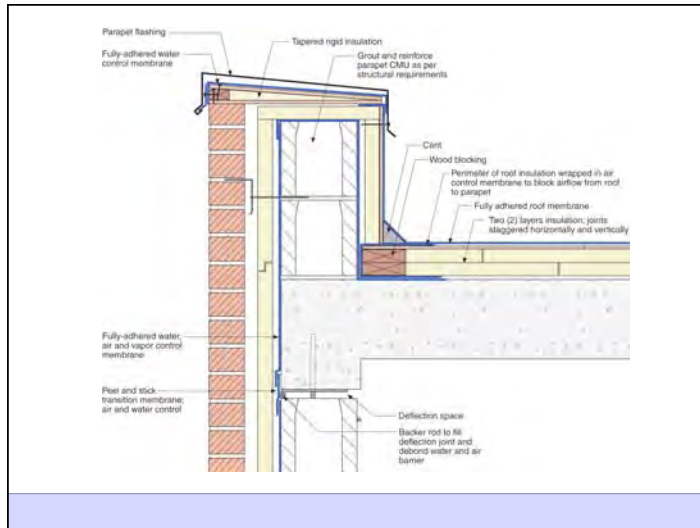 Parapet flashing
Fully-adhered water
control membrane
Tapered rigid insulation
Grout and reinforce
parapet CMU as per
structural requirements
Cant
Wood blocking
Perimeter of roof insulation wrapped in air
control membrane to block airflow from roof
to parapet
Fully adhered roof membrane
Two (2) layers insulation; joints
staggered horizontally and vertically
Fully-adhered water,
air and vapor control
membrane
Peel and stick
transition membrane;
air and water control
Deflection space
Backer rod to fill
deflection joint and
debond water and air
barrier